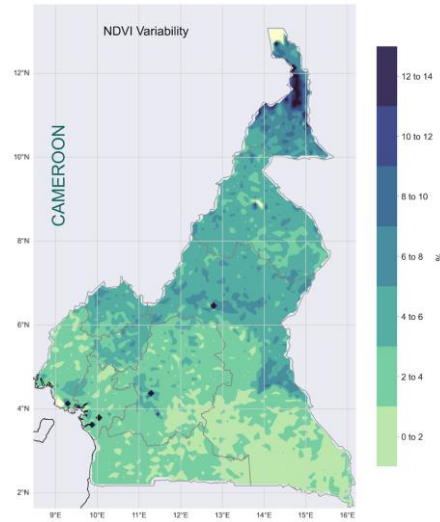 NDVI Variability
CAMEROON
12°N
10°N
8°N
6°N
4°N
2°N
9°E 10°E 11°E 12°E 13°E 14°E 15°E 16°E
12 to 14
10 to 12
8 to 10
6 to 8
4 to 6
2 to 4
0 to 2
%